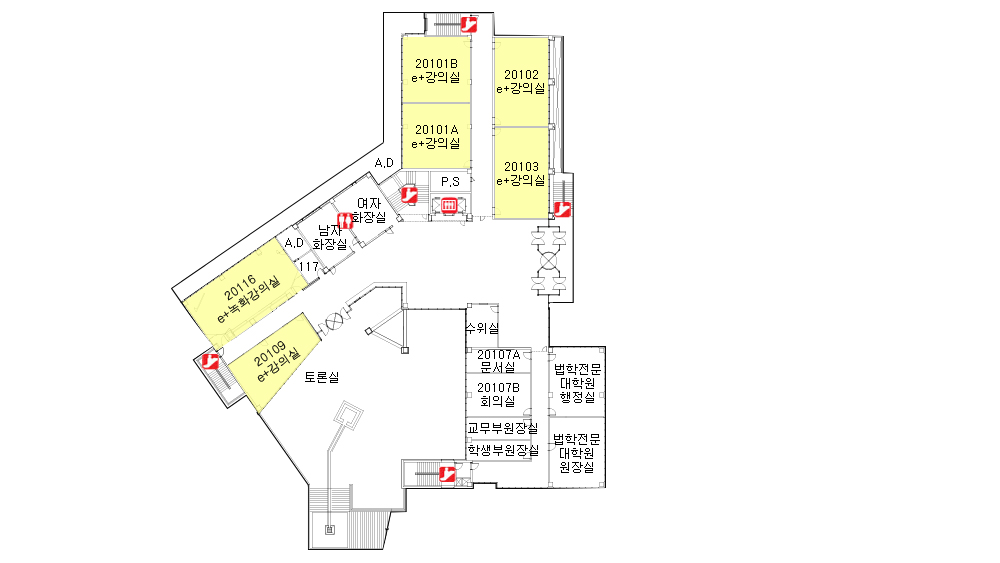 20101B
e+강의실
20102
e+강의실
20101A
e+강의실
20103
e+강의실
A,D
P,S
여자
화장실
남자
화장실
A,D
117
20116
e+녹화강의실
20109
e+강의실
토론실
수위실
20107A
문서실
20107B
회의실
교무부원장실
학생부원장실
법학전문
대학원
행정실
법학전문
대학원
원장실